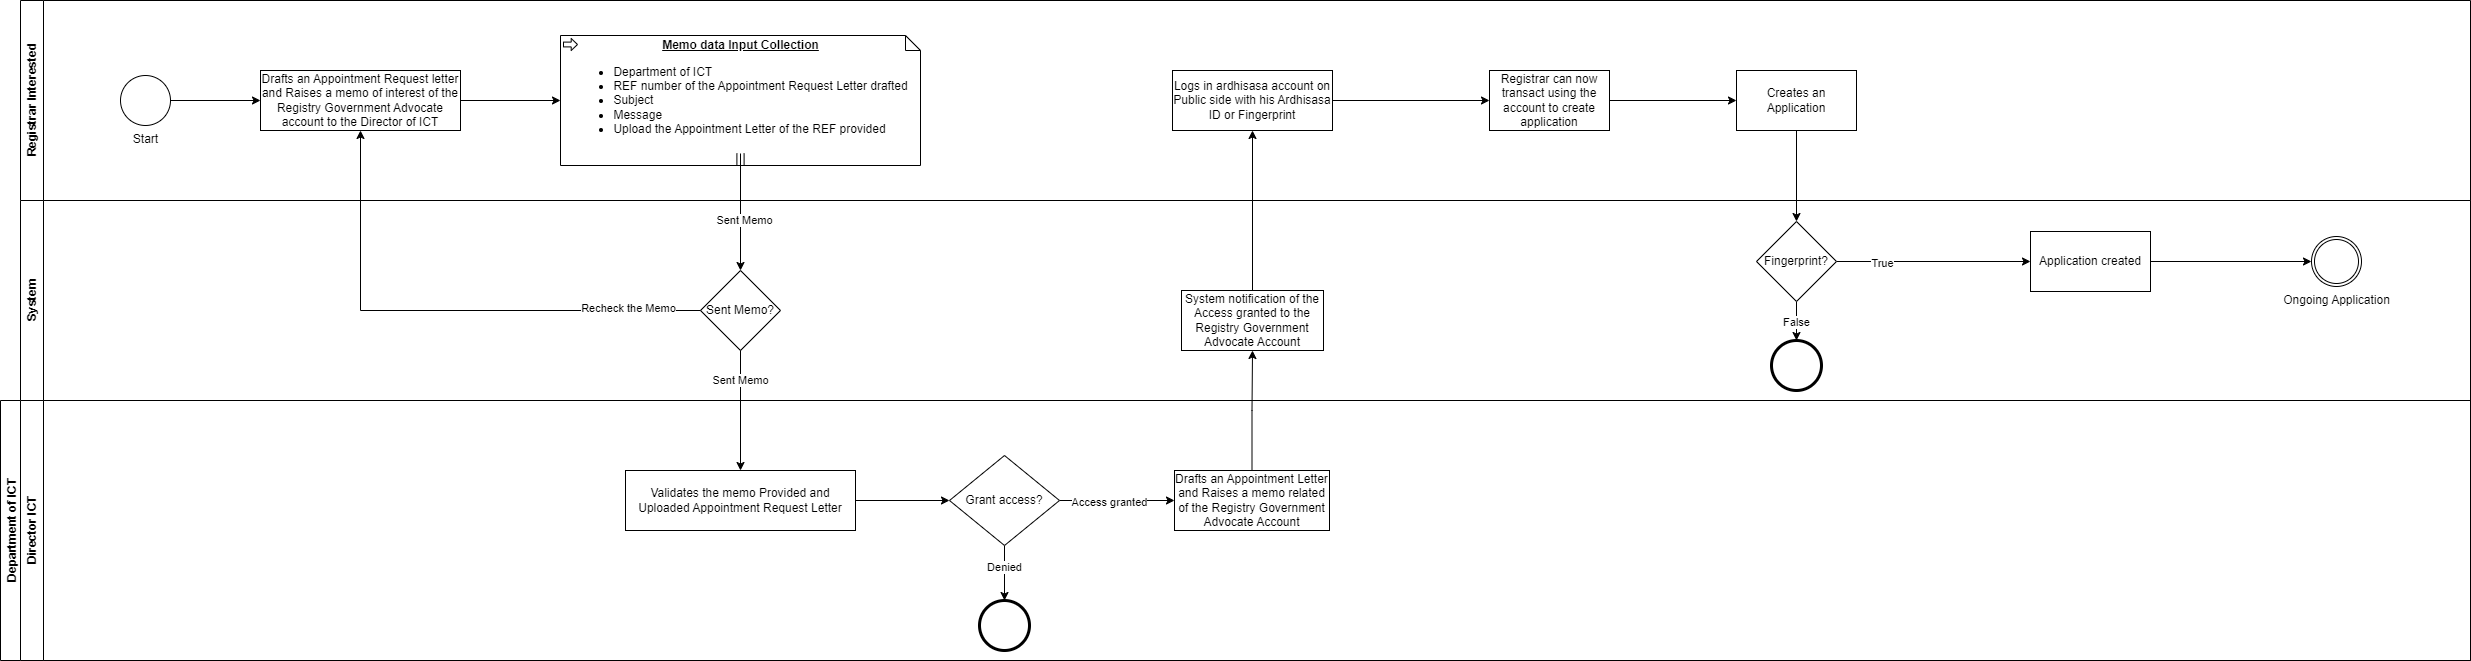 Registrar Interested
Start
Drafts an Appointment Request letter
and Raises a memo of interest of the
Registry Government Advocate
account to the Director of ICT
Memo data Input Collection
Department of ICT
REF number of the Appointment Request Letter drafted
Subject
Message
Upload the Appointment Letter of the REF provided
Logs in ardhisasa account on
Public side with his Ardhisasa
ID or Fingerprint
Registrar can now
transact using the
account to create
application
Creates an
Application
System
Sent Memo
Sent Memo?
Recheck the Memo
Sent Memo
System notification of the
Access granted to the
Registry Government
Advocate Account
Fingerprint?
True
False
Application created
Ongoing Application
Department of ICT
Director ICT
Validates the memo Provided and
Uploaded Appointment Request Letter
Grant access?
Access granted
Denied
Drafts an Appointment Letter
and Raises a memo related
of the Registry Government
Advocate Account